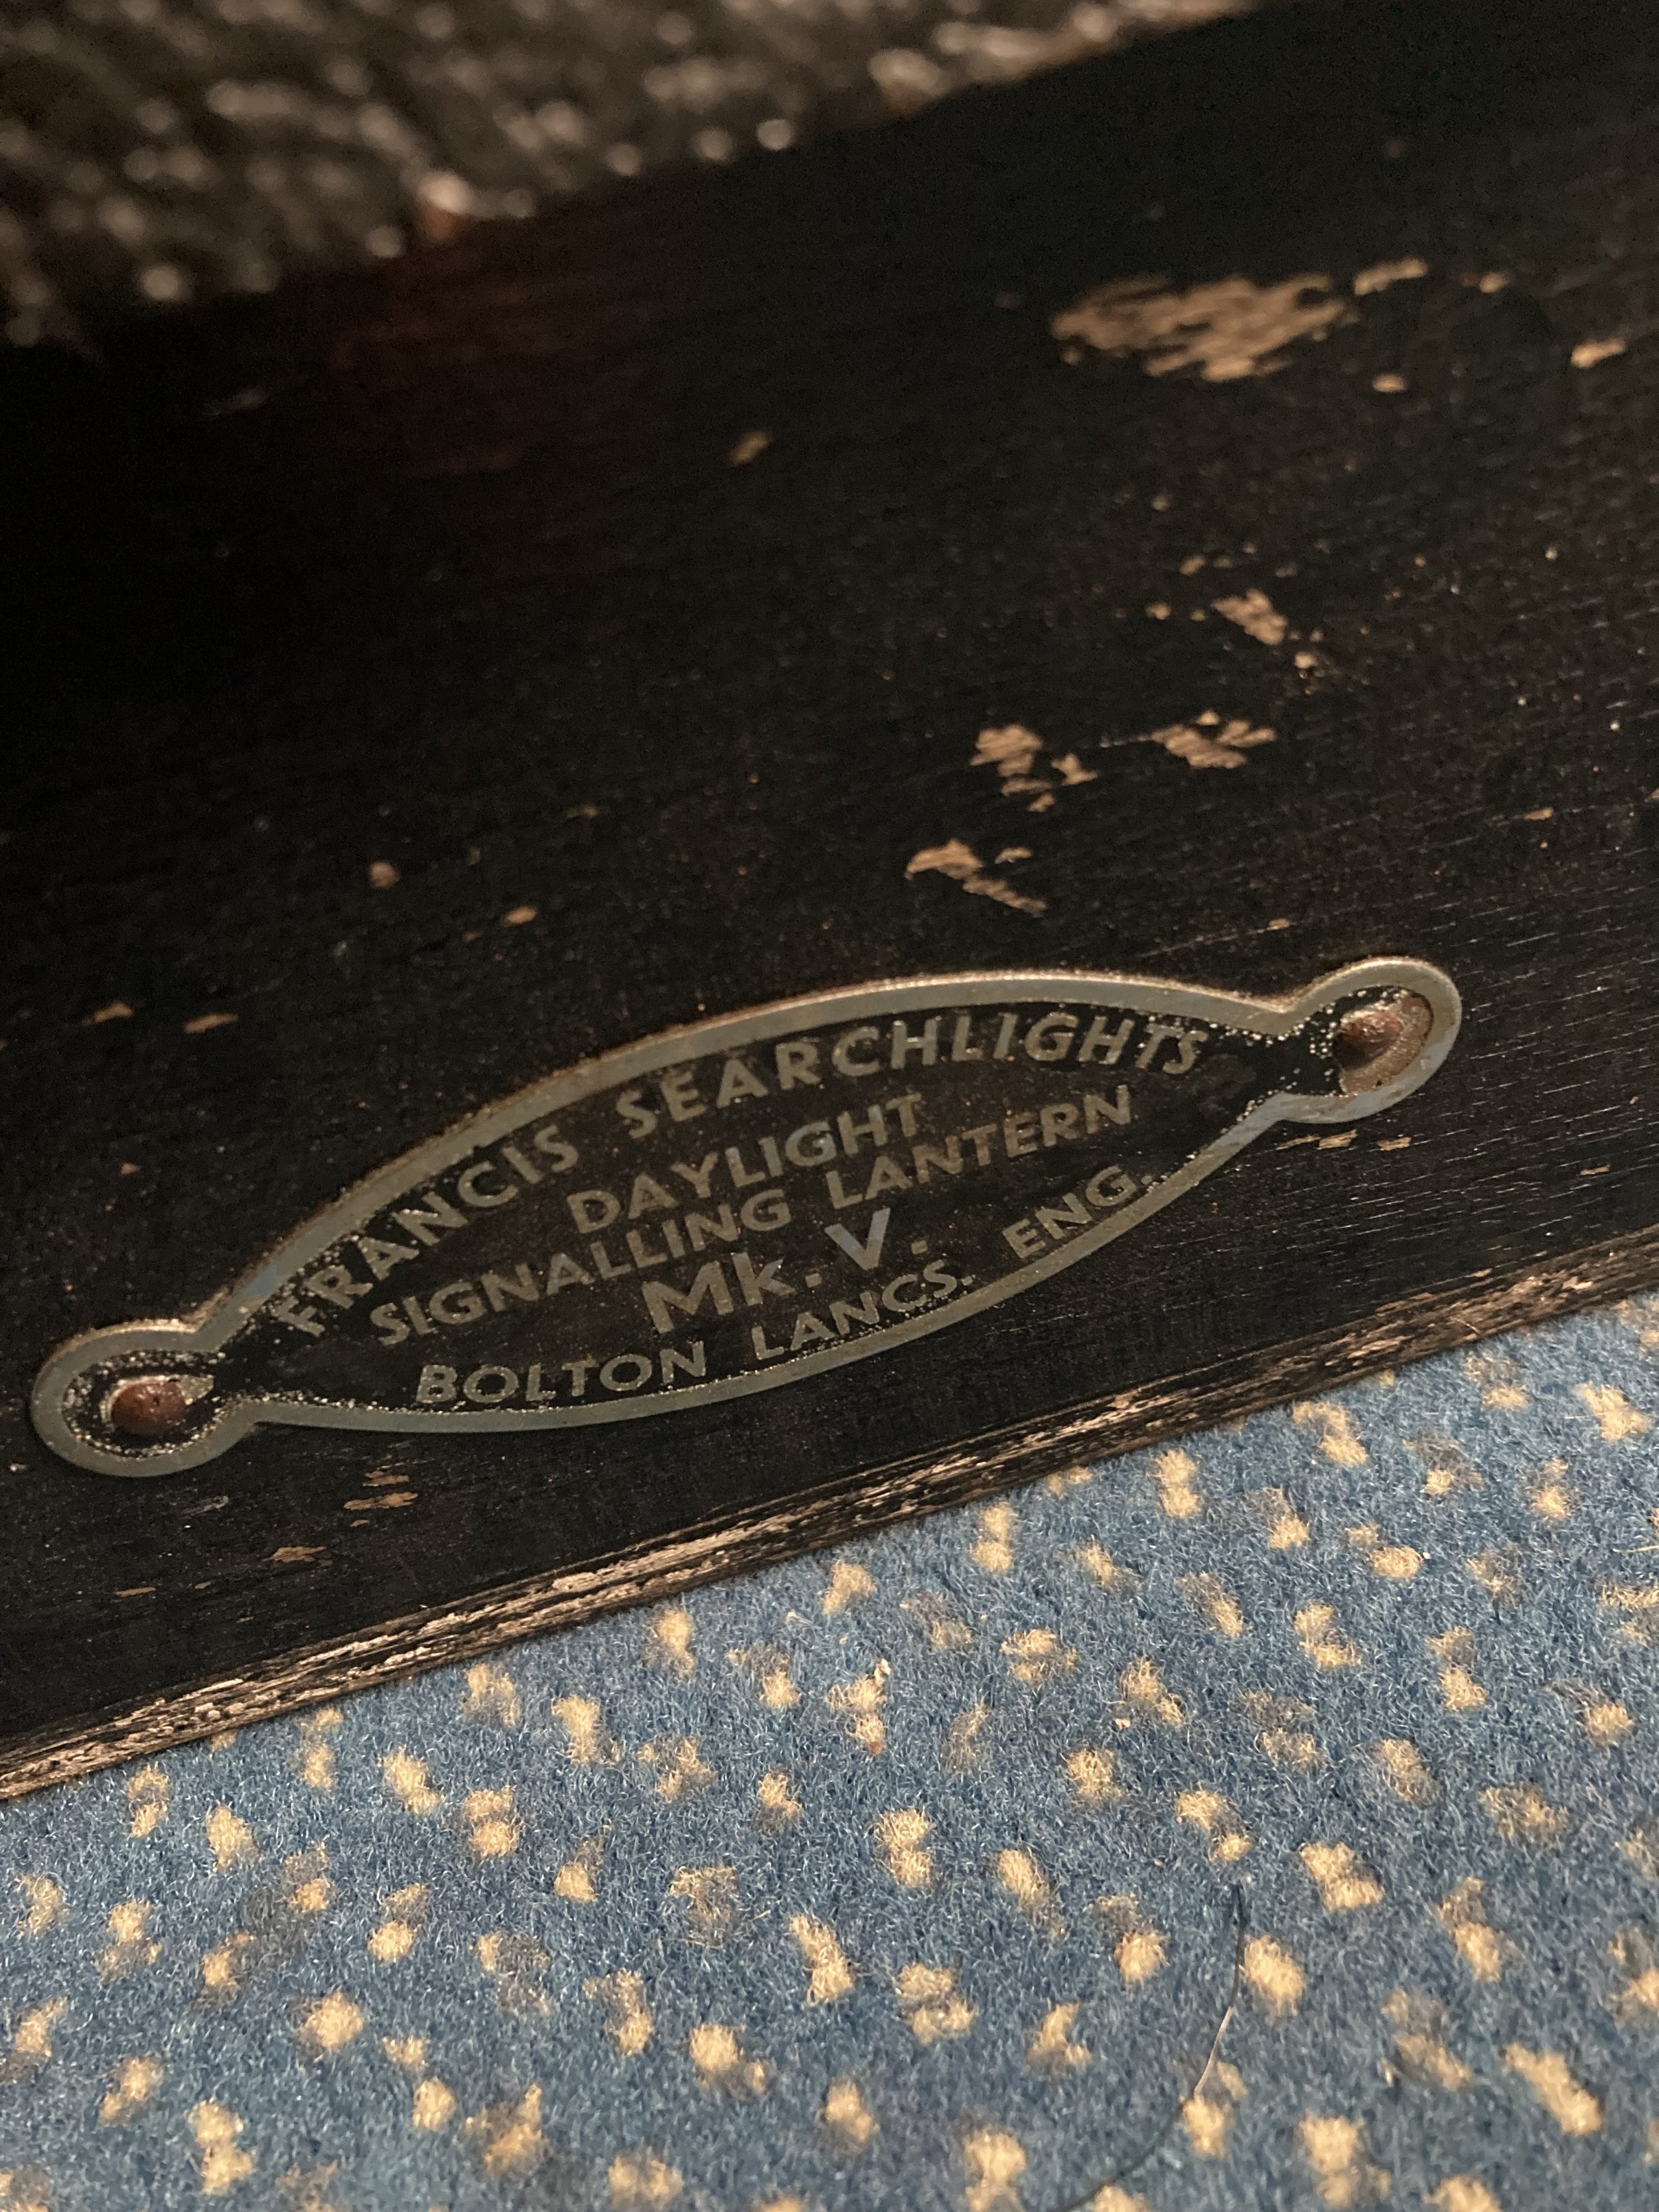 FRANCIS SEARCHLIGHTS
DAYLIGHT
SIGNALLING LANTERN
Mk. V.
BOLTON LANCS. ENG.